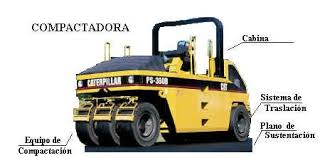 COMPACTADORA
Cabina
CATERPILLAR
PS-360B
CAT
Sistema de
Traslación
Plano de
Sustentación
Equipo de
Compactación